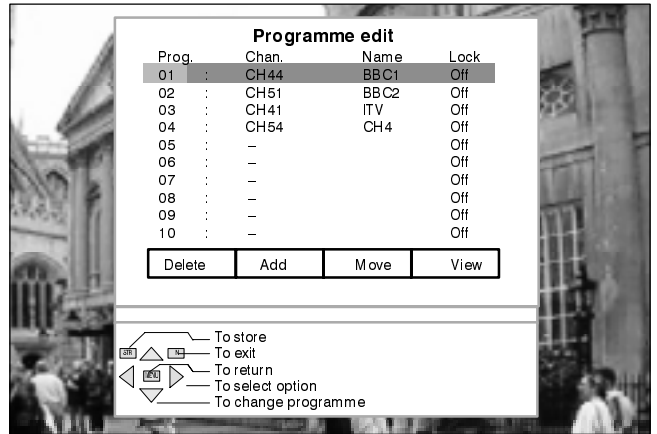 Programme edit
Prog. Chan. Name Lock
01 : CH44 BBC1 Off
02 : CH51 BBC2 Off
03 : CH41 ITV Off
04 : CH54 CH4 Off
05 : – Off
06 : – Off
07 : – Off
08 : – Off
09 : – Off
10 : – Off
Delete Add Move View
To store
STR N To exit
MENU To return
To select option
To change programme